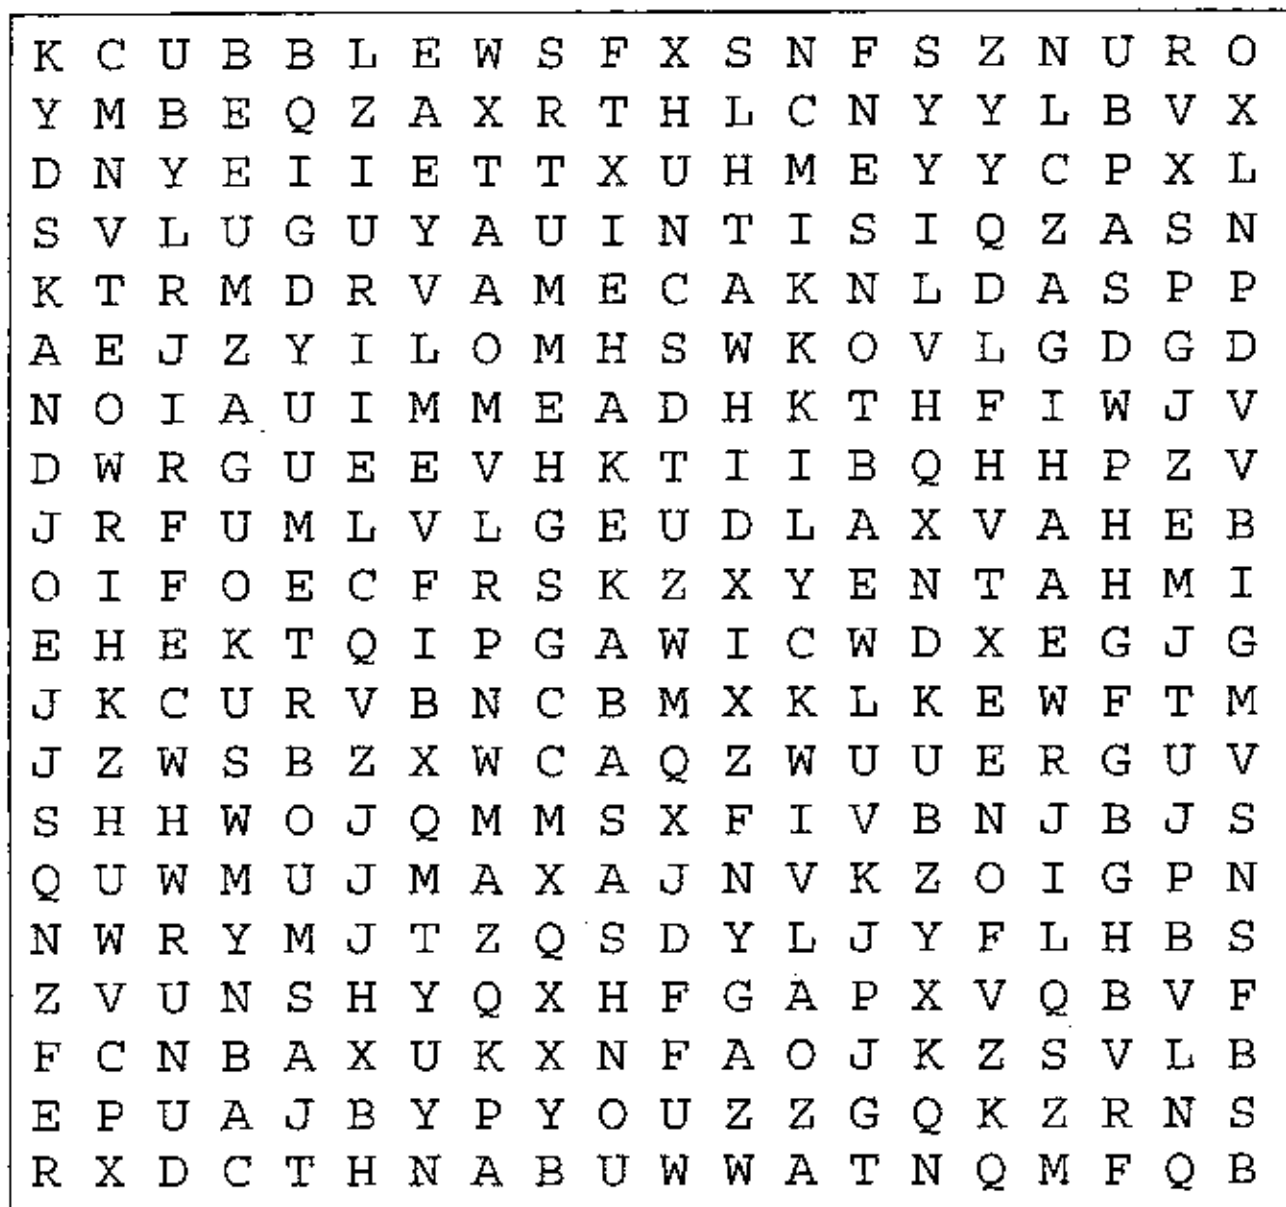 K C U B B L E W S F X S N F S Z N U R O
Y M B E Q Z A X R T H L C N Y Y L B V X
D N Y E I I E T T X U H M E Y Y C P X L
S V L U G U Y A U I N T I S I Q Z A S N
K T R M D R V A M E C A K N L D A S P P
A E J Z Y I L O M H S W K O V L G D G D
N O I A U I M M E A D H K T H F I W J V
D W R G U E E V H K T I I B Q H H P Z V
J R F U M L V L G E U D L A X V A H E B
O I F O E C F R S K Z X Y E N T A H M I
E H E K T Q I P G A W I C W D X E G J G
J K C U R V B N C B M X K L K E W F T M
J Z W S B Z X W C A Q Z W U U E R G U V
S H H W O J Q M M S X F I V B N J B J S
Q U W M U J M A X A J N V K Z O I G P N
N W R Y M J T Z Q S D Y L J Y F L H B S
Z V U N S H Y Q X H F G A P X V Q B V F
F C N B A X U K X N F A O J K Z S V L B
E P U A J B Y P Y O U Z Z G Q K Z R N S
R X D C T H N A B U W W A T N Q M F Q B